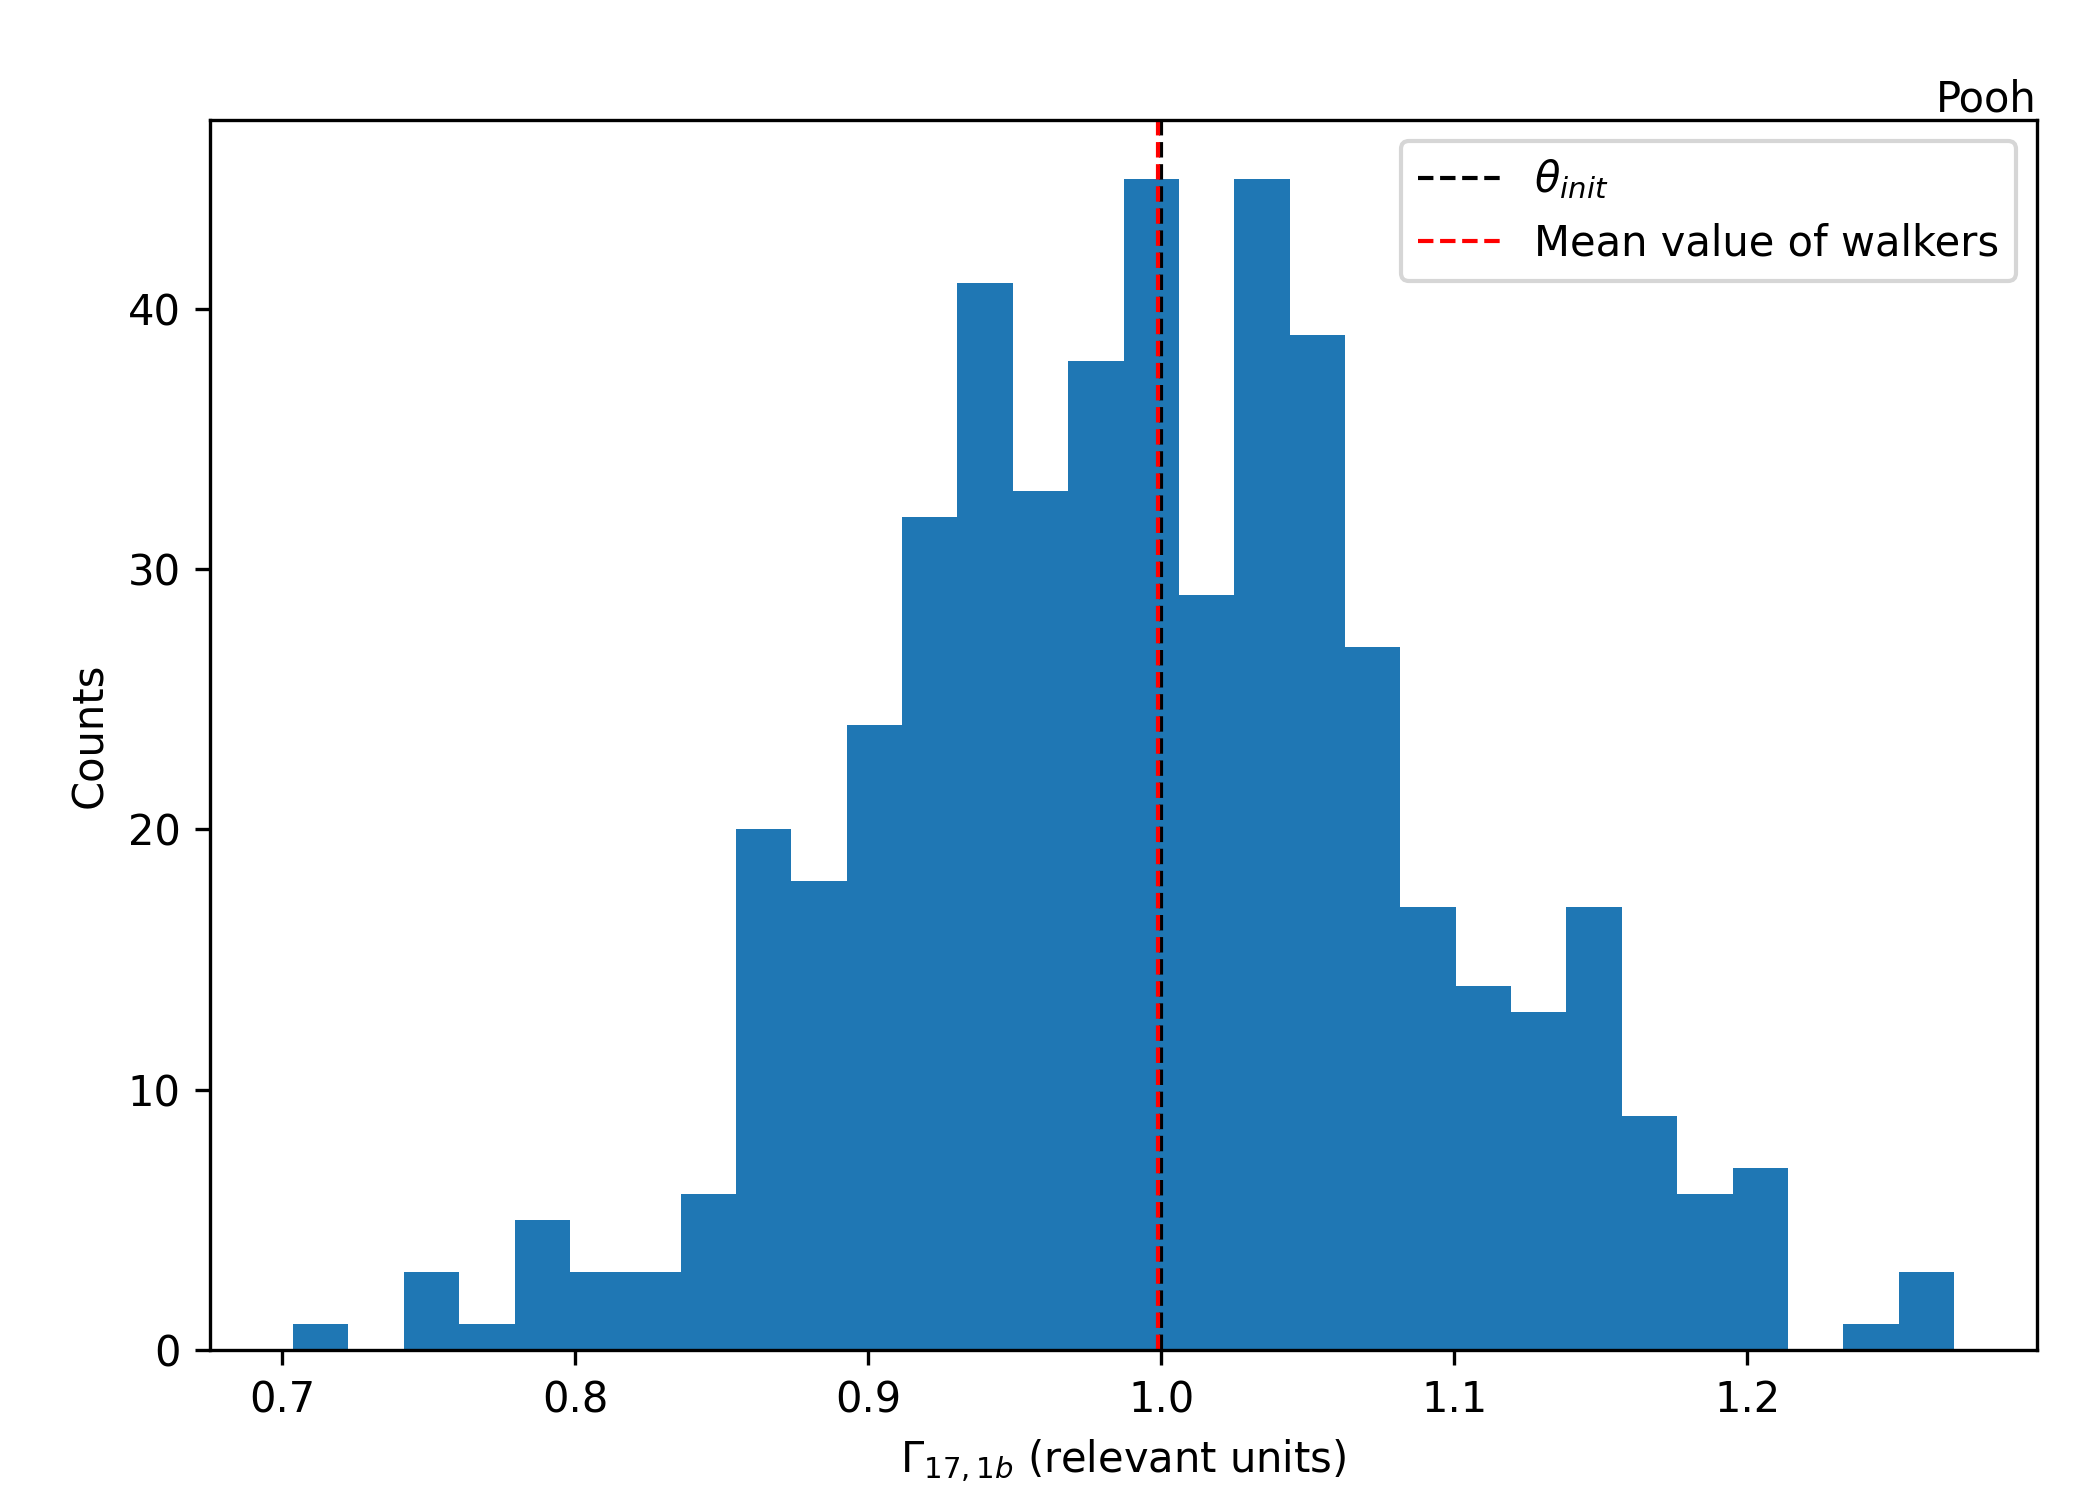 Pooh
θinit
Mean value of walkers
40
30
20
10
0
Counts
0.7 0.8 0.9 1.0 1.1 1.2
Γ17,1b (relevant units)